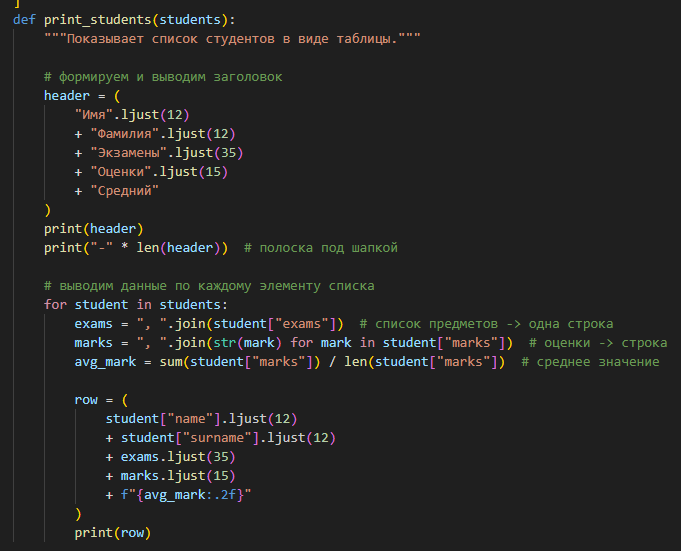 ]
def print_students(students):
    """Показывает список студентов в виде таблицы."""

    # формируем и выводим заголовок
    header = (
        "Имя".ljust(12)
        + "Фамилия".ljust(12)
        + "Экзамены".ljust(35)
        + "Оценки".ljust(15)
        + "Средний"
    )
    print(header)
    print("-" * len(header))  # полоска под шапкой

    # выводим данные по каждому элементу списка
    for student in students:
        exams = ", ".join(student["exams"])  # список предметов -> одна строка
        marks = ", ".join(str(mark) for mark in student["marks"])  # оценки -> строка
        avg_mark = sum(student["marks"]) / len(student["marks"])  # среднее значение

        row = (
            student["name"].ljust(12)
            + student["surname"].ljust(12)
            + exams.ljust(35)
            + marks.ljust(15)
            + f"{avg_mark:.2f}"
        )
        print(row)